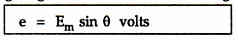 e = Eₘ sin θ volts